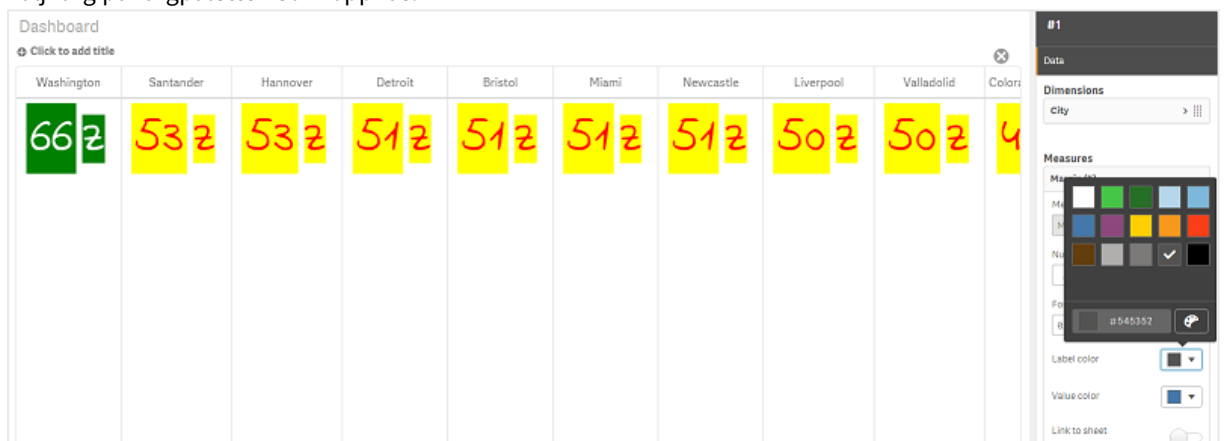 Dashboard
Click to add title
Washington Santander Hannover Detroit Bristol Miami Newcastle Liverpool Valladolid
66 z 53 z 53 z 51 z 51 z 51 z 51 z 50 z 50 z
#1
Data
Dimensions
City
Measures
#545352
Label color
Value color
Link to sheet